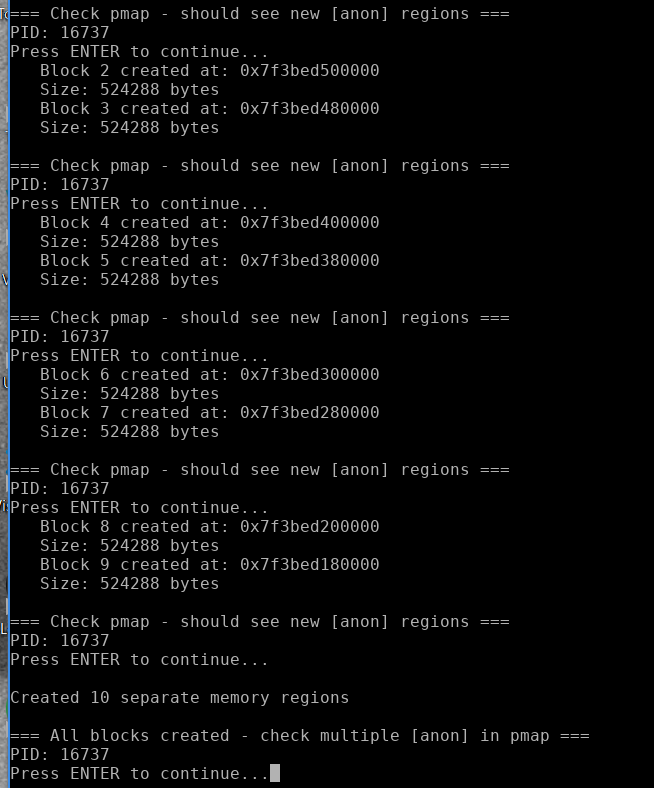 === Check pmap - should see new [anon] regions ===
PID: 16737
Press ENTER to continue...
   Block 2 created at: 0x7f3bed500000
   Size: 524288 bytes
   Block 3 created at: 0x7f3bed480000
   Size: 524288 bytes

=== Check pmap - should see new [anon] regions ===
PID: 16737
Press ENTER to continue...
   Block 4 created at: 0x7f3bed400000
   Size: 524288 bytes
   Block 5 created at: 0x7f3bed380000
   Size: 524288 bytes

=== Check pmap - should see new [anon] regions ===
PID: 16737
Press ENTER to continue...
   Block 6 created at: 0x7f3bed300000
   Size: 524288 bytes
   Block 7 created at: 0x7f3bed280000
   Size: 524288 bytes

=== Check pmap - should see new [anon] regions ===
PID: 16737
Press ENTER to continue...
   Block 8 created at: 0x7f3bed200000
   Size: 524288 bytes
   Block 9 created at: 0x7f3bed180000
   Size: 524288 bytes

=== Check pmap - should see new [anon] regions ===
PID: 16737
Press ENTER to continue...

Created 10 separate memory regions

=== All blocks created - check multiple [anon] in pmap ===
PID: 16737
Press ENTER to continue...